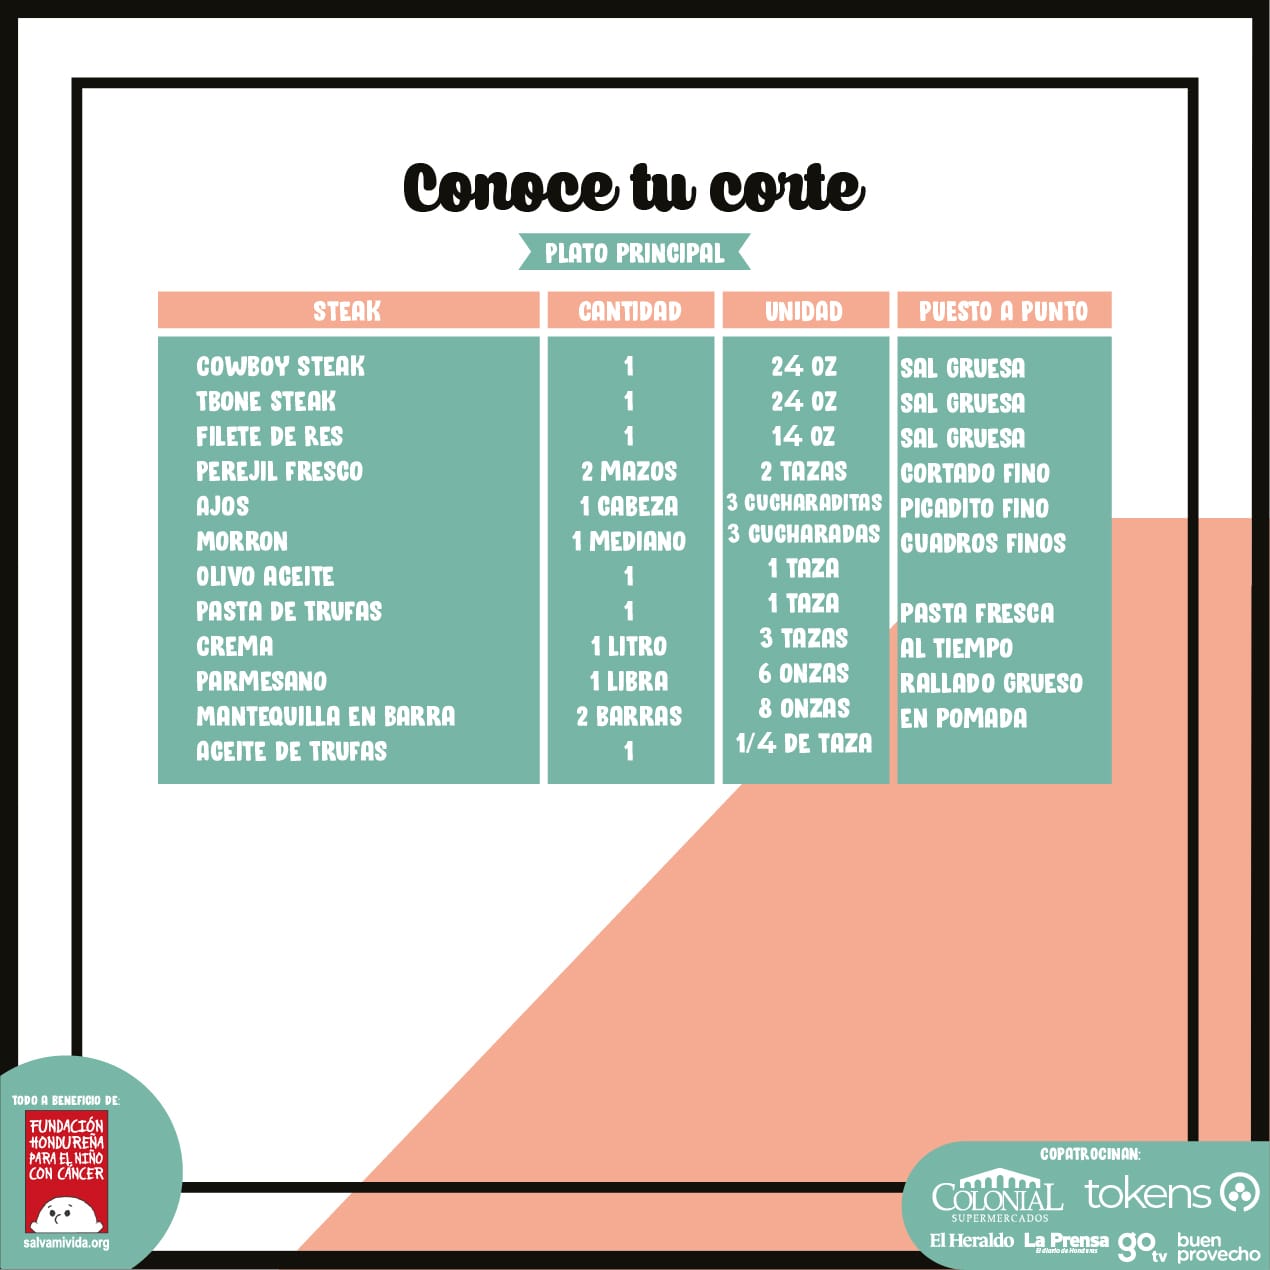 Conoce tu corte
PLATO PRINCIPAL
STEAK CANTIDAD UNIDAD PUESTO A PUNTO
COWBOY STEAK 1 24 OZ SAL GRUESA
TBONE STEAK 1 24 OZ SAL GRUESA
FILETE DE RES 1 14 OZ SAL GRUESA
PEREJIL FRESCO 2 MAZOS 2 TAZAS CORTADO FINO
AJOS 1 CABEZA 3 CUCHARADITAS PICADITO FINO
MORRON 1 MEDIANO 3 CUCHARADAS CUADROS FINOS
OLIVO ACEITE 1 1 TAZA
PASTA DE TRUFAS 1 1 TAZA PASTA FRESCA
CREMA 1 LITRO 3 TAZAS AL TIEMPO
PARMESANO 1 LIBRA 6 ONZAS RALLADO GRUESO
MANTEQUILLA EN BARRA 2 BARRAS 8 ONZAS EN POMADA
ACEITE DE TRUFAS 1 1/4 DE TAZA
TODO A BENEFICIO DE:
FUNDACIÓN
HONDUREÑA
PARA EL NIÑO
CON CÁNCER
salvamivida.org
COPATROCINAN:
COLONIAL
SUPERMERCADOS
tokens
El Heraldo
La Prensa
El diario de Honduras
go tv
buen
provecho